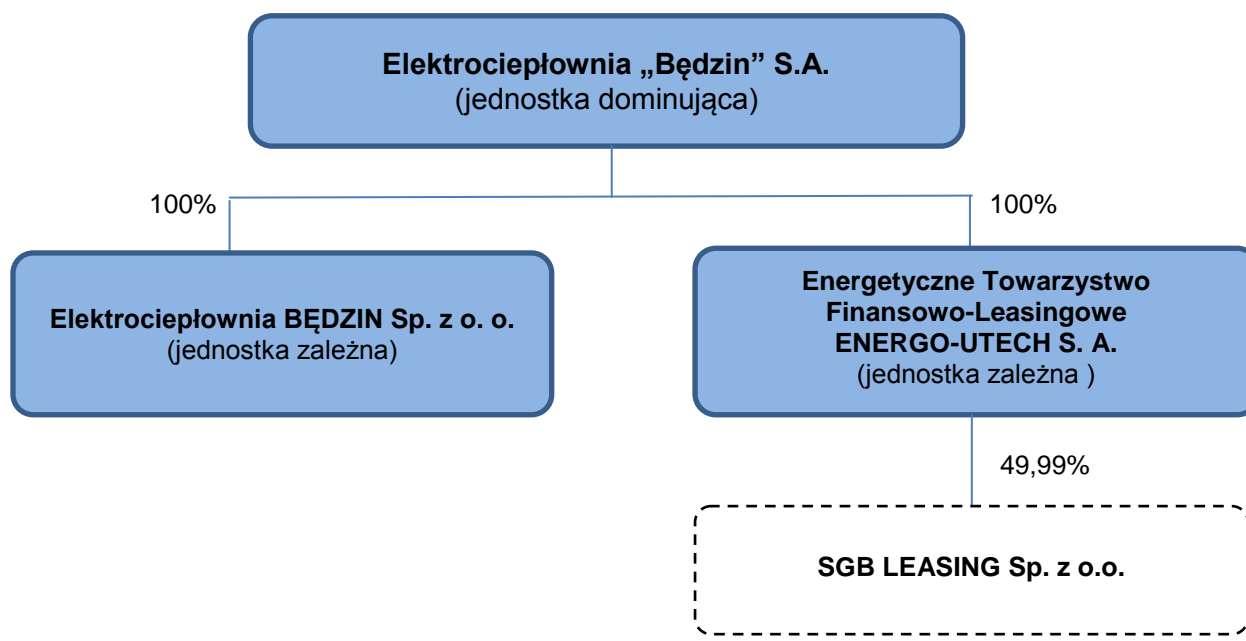 Elektrociepłownia „Będzin” S.A.
(jednostka dominująca)
100%
100%
Elektrociepłownia BĘDZIN Sp. z o. o.
(jednostka zależna)
Energetyczne Towarzystwo
Finansowo-Leasingowe
ENERGO-UTECH S. A.
(jednostka zależna )
49,99%
SGB LEASING Sp. z o.o.